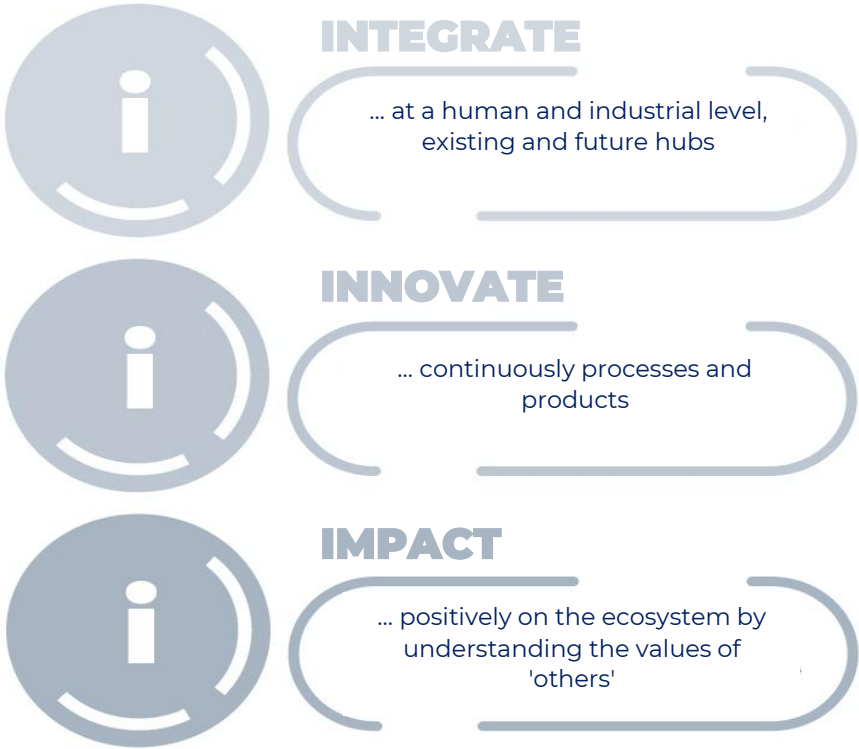 i
INTEGRATE
... at a human and industrial level,
existing and future hubs
i
INNOVATE
... continuously processes and
products
i
IMPACT
... positively on the ecosystem by
understanding the values of
'others'